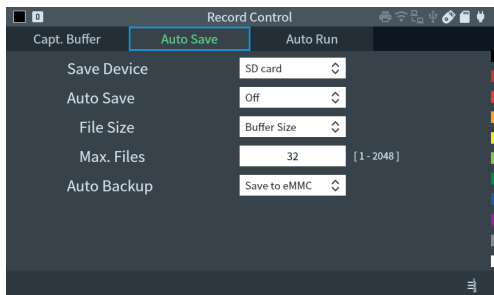 0 Record Control
Capt. Buffer Auto Save Auto Run
Save Device SD card
Auto Save Off
File Size Buffer Size
Max. Files 32 [ 1 - 2048 ]
Auto Backup Save to eMMC